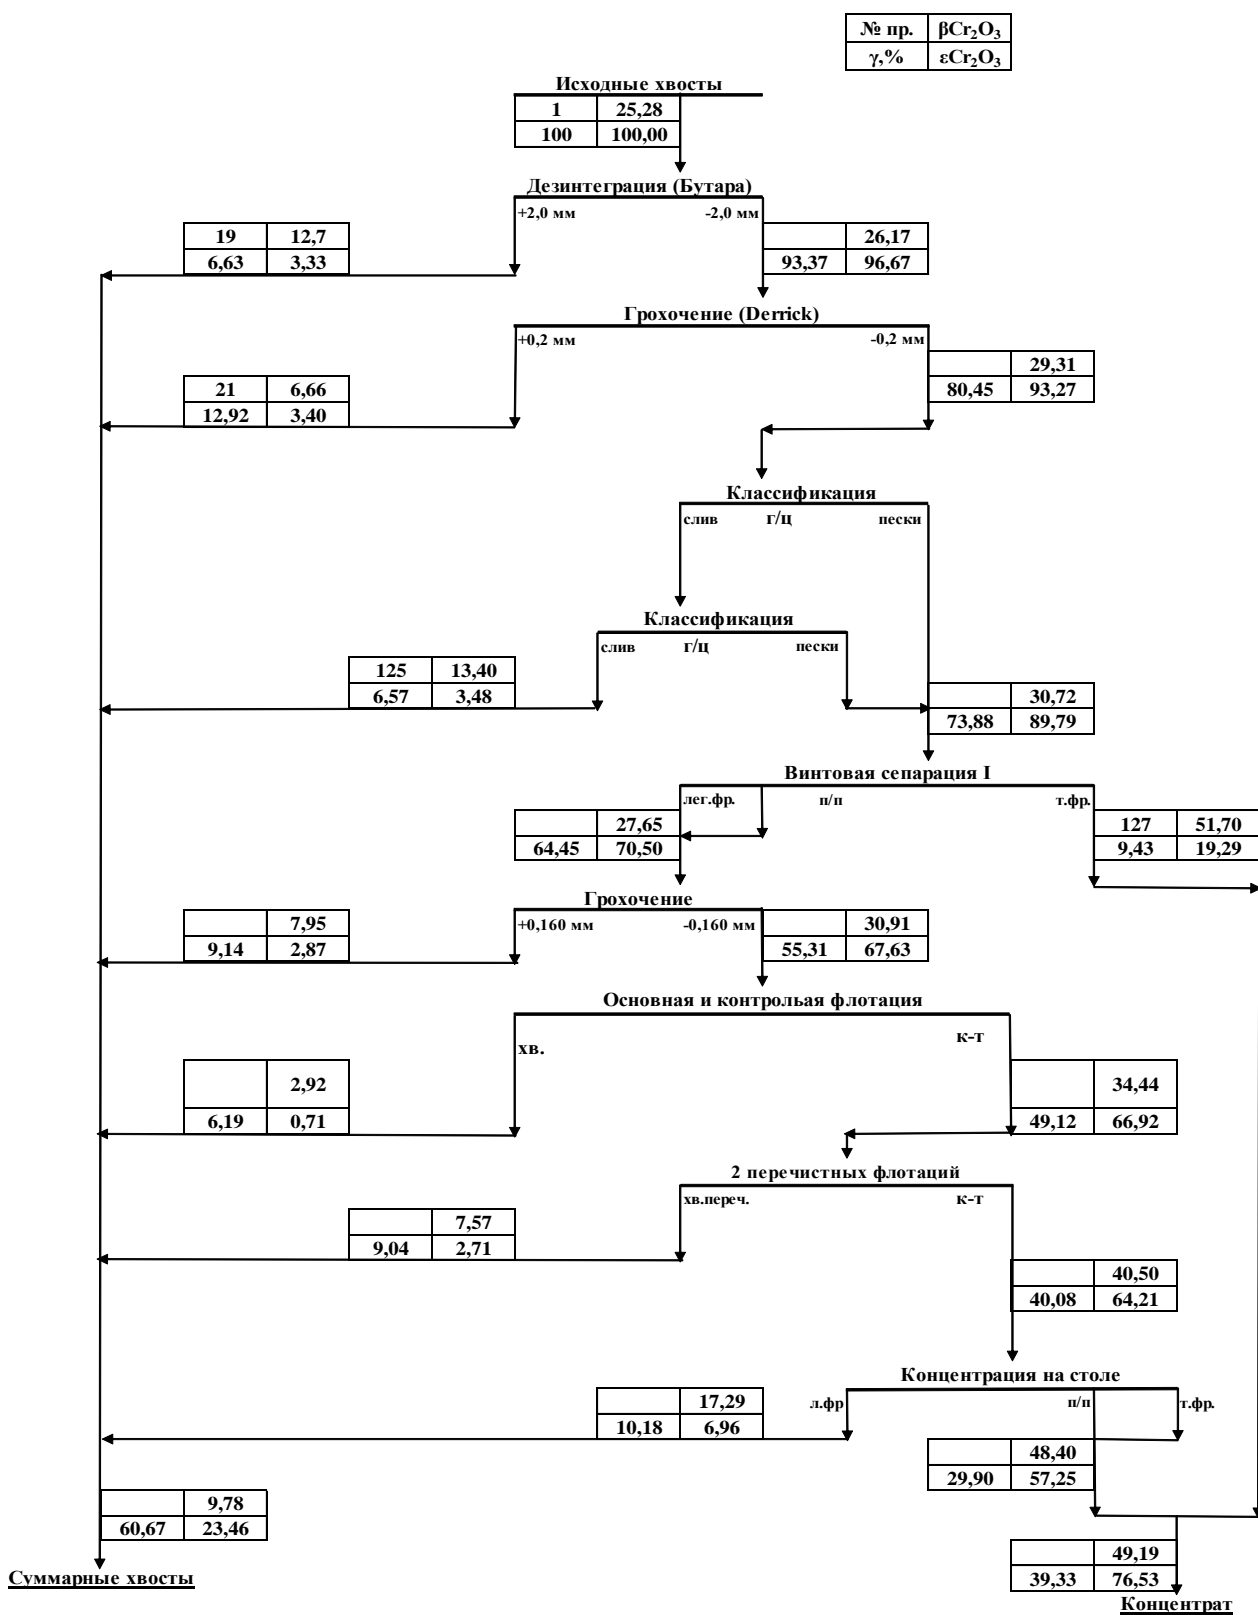 № пр. βCr₂O₃
γ,% εCr₂O₃
Исходные хвосты
1 25,28
100 100,00
Дезинтеграция (Бутара)
+2,0 мм -2,0 мм
19 12,7
6,63 3,33
26,17
93,37 96,67
Грохочение (Derrick)
+0,2 мм -0,2 мм
29,31
80,45 93,27
21 6,66
12,92 3,40
Классификация
слив г/ц пески
Классификация
слив г/ц пески
125 13,40
6,57 3,48
30,72
73,88 89,79
Винтовая сепарация I
лег.фр. п/п т.фр.
27,65
64,45 70,50
127 51,70
9,43 19,29
Грохочение
+0,160 мм -0,160 мм
7,95
9,14 2,87
30,91
55,31 67,63
Основная и контролььая флотация
хв. к-т
2,92
6,19 0,71
34,44
49,12 66,92
2 перечистных флотаций
хв.переч. к-т
7,57
9,04 2,71
40,50
40,08 64,21
Концентрация на столе
л.фр п/п т.фр.
17,29
10,18 6,96
48,40
29,90 57,25
9,78
60,67 23,46
49,19
39,33 76,53
Суммарные хвосты
Концентрат